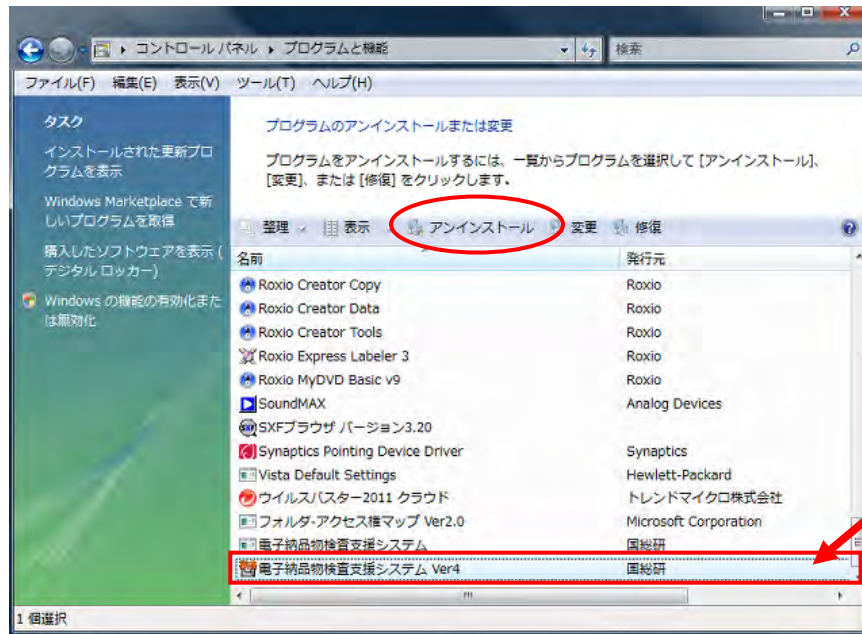 コントロール パネル ▶ プログラムと機能
検索
ファイル(F) 編集(E) 表示(V) ツール(T) ヘルプ(H)
タスク
インストールされた更新プロ
グラムを表示
Windows Marketplace で新
しいプログラムを取得
購入したソフトウェアを表示 (
デジタル ロッカー)
Windows の機能の有効化また
は無効化
プログラムのアンインストールまたは変更
プログラムをアンインストールするには、一覧からプログラムを選択して [アンインストール]、
[変更]、または [修復] をクリックします。
整理 表示 アンインストール 変更 修復
名前 発行元
Roxio Creator Copy Roxio
Roxio Creator Data Roxio
Roxio Creator Tools Roxio
Roxio Express Labeler 3 Roxio
Roxio MyDVD Basic v9 Roxio
SoundMAX Analog Devices
SXFブラウザ バージョン3.20
Synaptics Pointing Device Driver Synaptics
Vista Default Settings Hewlett-Packard
ウイルスバスター2011 クラウド トレンドマイクロ株式会社
フォルダ-アクセス権マップ Ver2.0 Microsoft Corporation
電子納品物検査支援システム 国総研
電子納品物検査支援システム Ver4 国総研
1 個選択